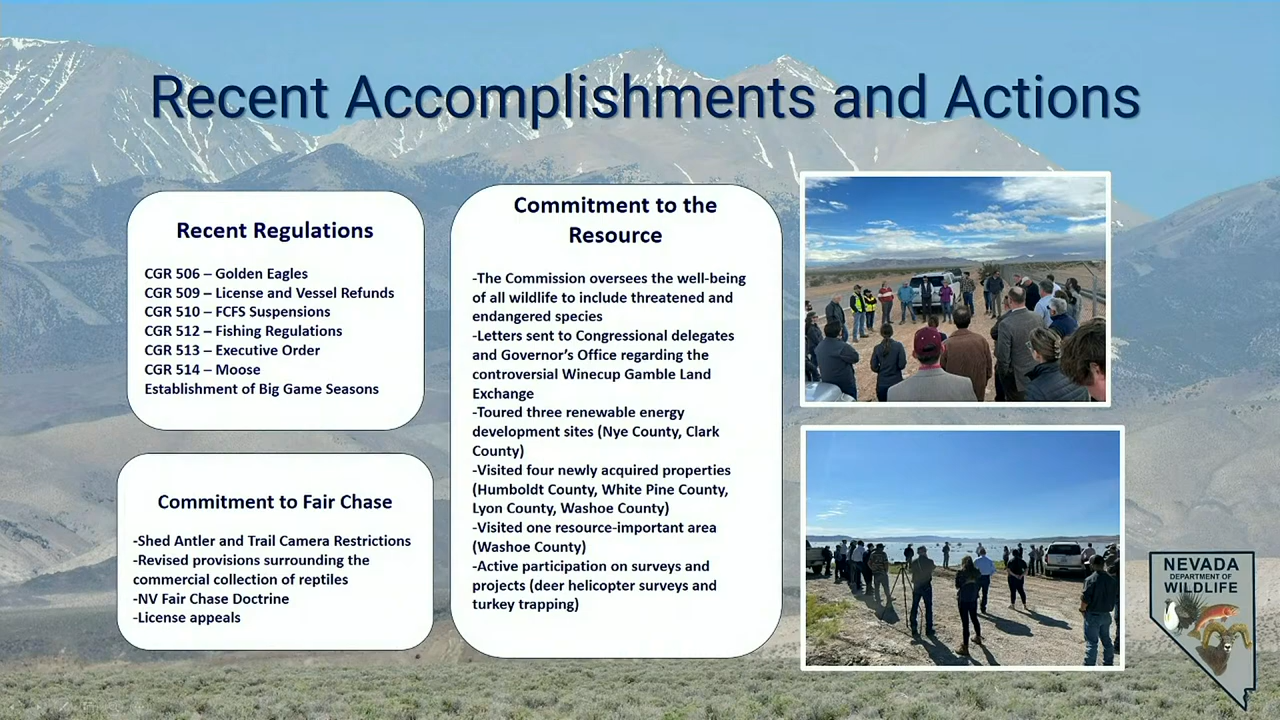 Recent Accomplishments and Actions
Recent Regulations
CGR 506 – Golden Eagles
CGR 509 – License and Vessel Refunds
CGR 510 – FCFS Suspensions
CGR 512 – Fishing Regulations
CGR 513 – Executive Order
CGR 514 – Moose
Establishment of Big Game Seasons
Commitment to Fair Chase
-Shed Antler and Trail Camera Restrictions
-Revised provisions surrounding the
commercial collection of reptiles
-NV Fair Chase Doctrine
-License appeals
Commitment to the
Resource
-The Commission oversees the well-being
of all wildlife to include threatened and
endangered species
-Letters sent to Congressional delegates
and Governor’s Office regarding the
controversial Winecup Gamble Land
Exchange
-Toured three renewable energy
development sites (Nye County, Clark
County)
-Visited four newly acquired properties
(Humboldt County, White Pine County,
Lyon County, Washoe County)
-Visited one resource-important area
(Washoe County)
-Active participation on surveys and
projects (deer helicopter surveys and
turkey trapping)
NEVADA
DEPARTMENT OF
WILDLIFE